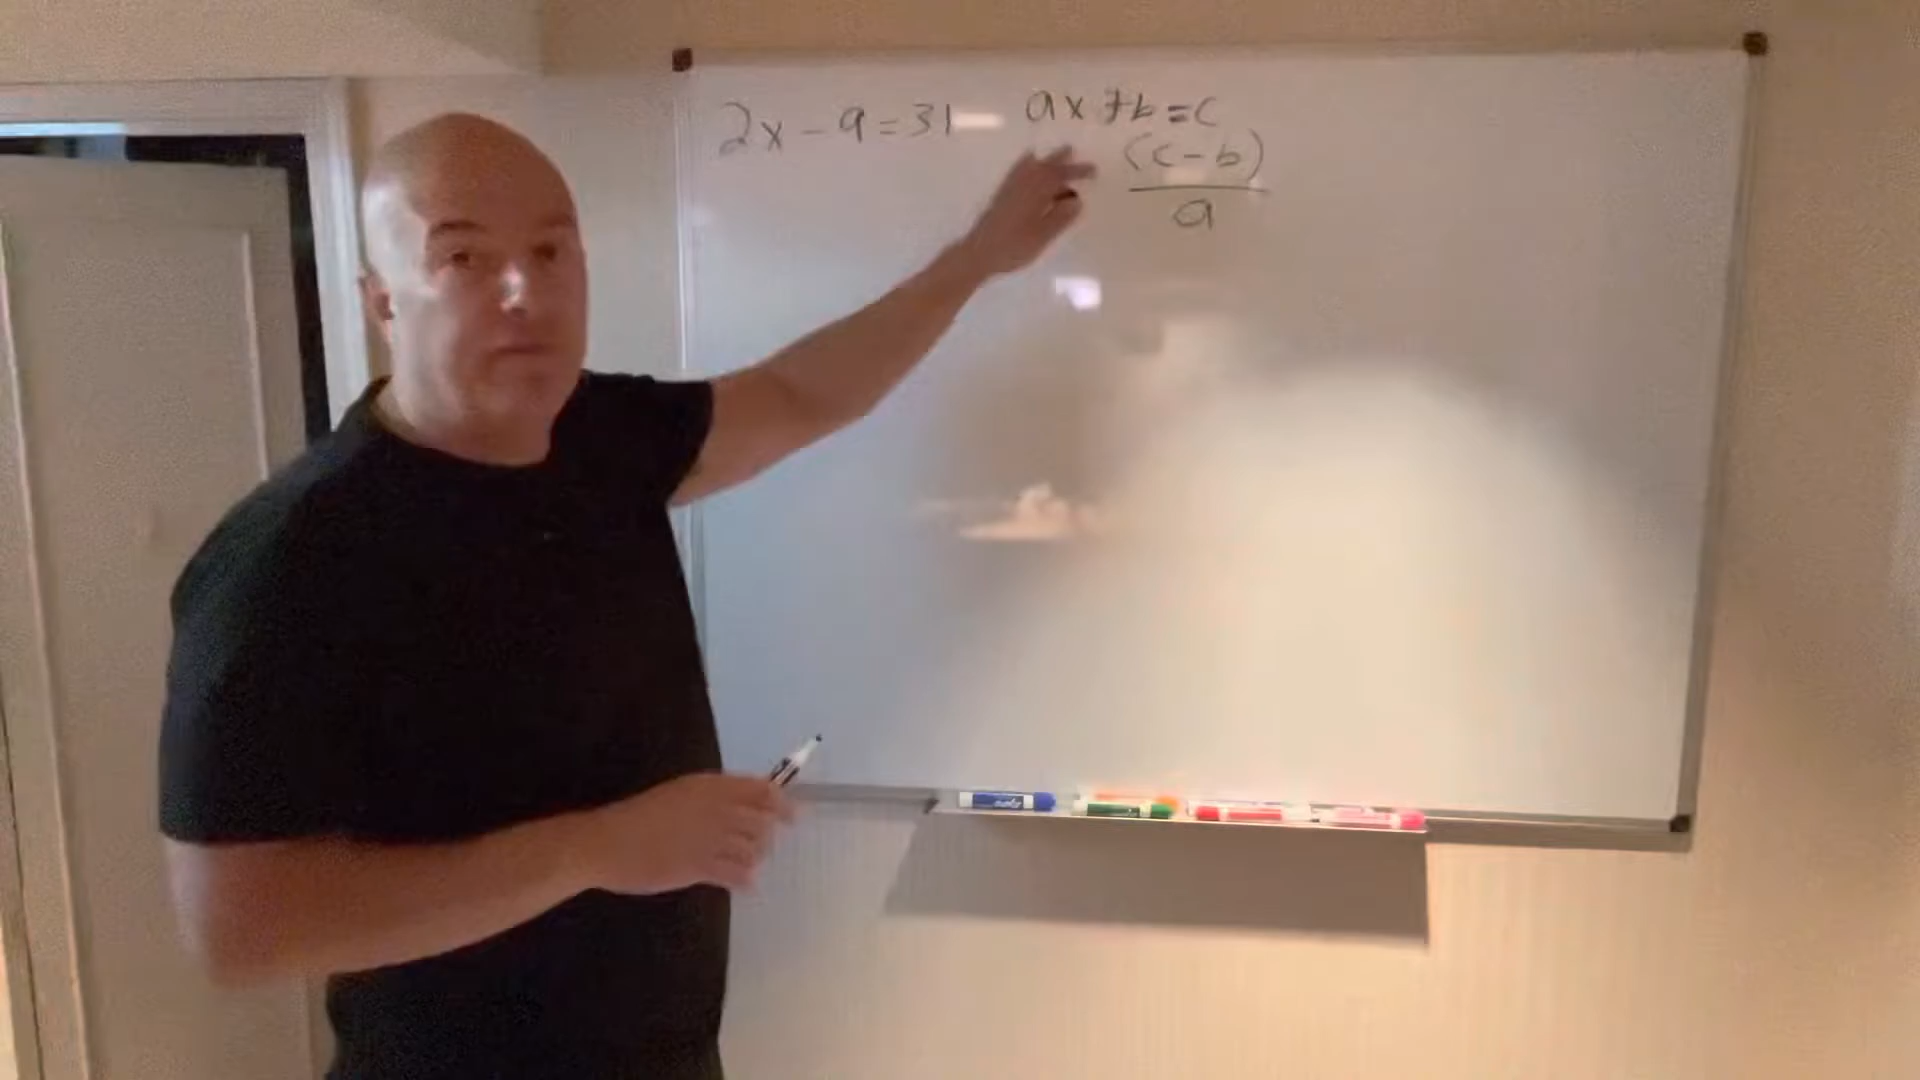 2x - 9 = 31
ax + b = c
(c - b)
a